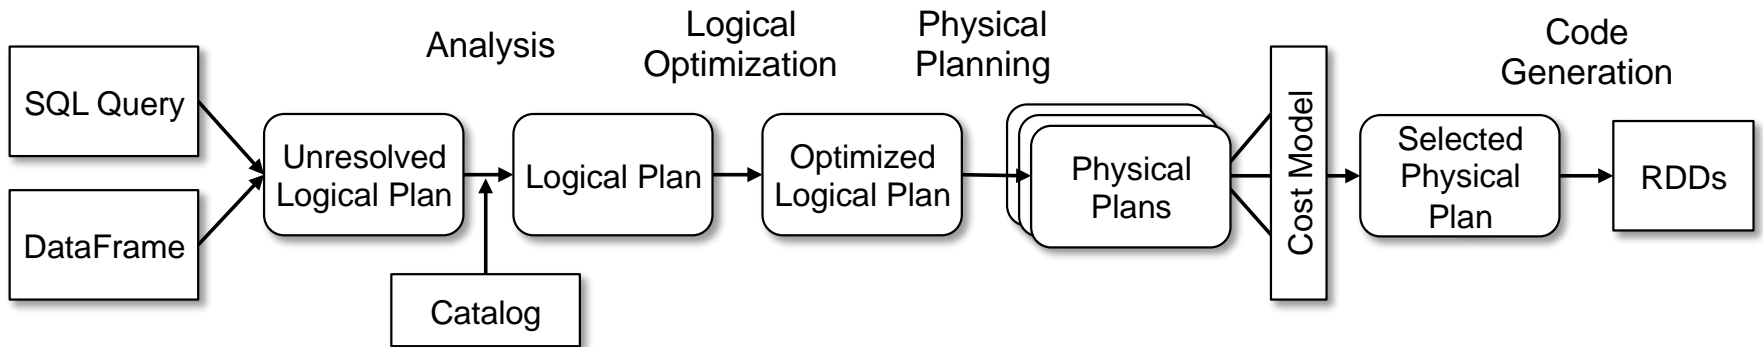 Analysis
Logical
Optimization
Physical
Planning
Code
Generation
SQL Query
DataFrame
Unresolved
Logical Plan
Catalog
Logical Plan
Optimized
Logical Plan
Physical
Plans
Cost Model
Selected
Physical
Plan
RDDs